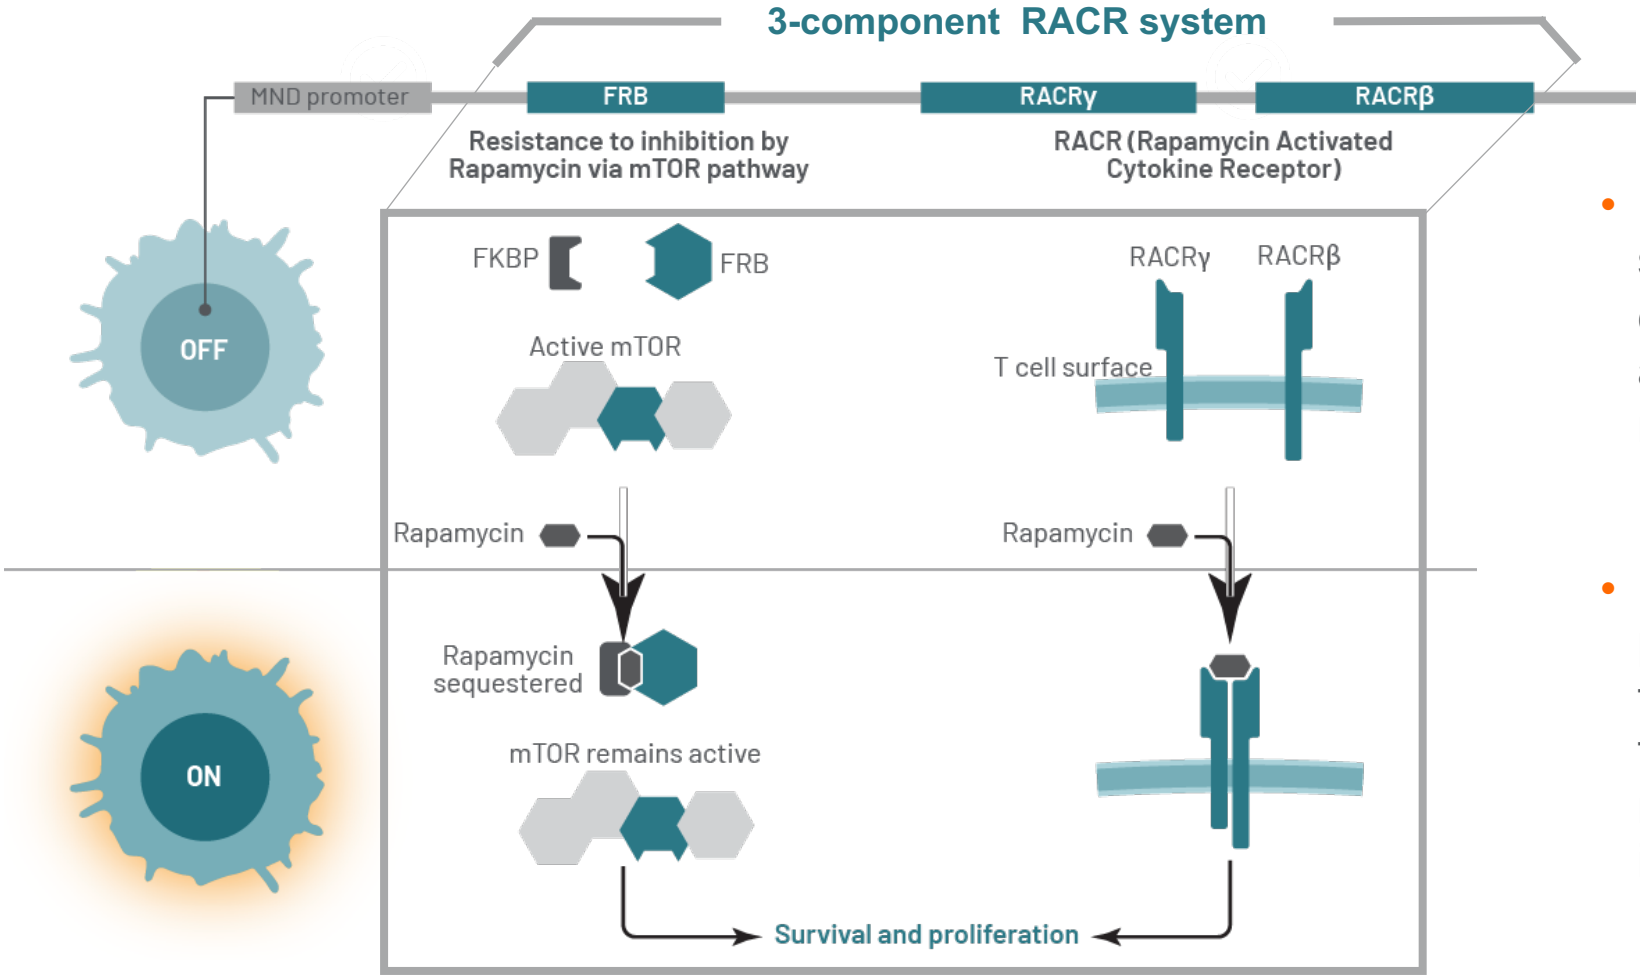 3-component RACR system
MND promoter
FRB
RACRγ
RACRβ
Resistance to inhibition by
Rapamycin via mTOR pathway
RACR (Rapamycin Activated
Cytokine Receptor)
FKBP
FRB
RACRγ
RACRβ
OFF
Active mTOR
T cell surface
Rapamycin
Rapamycin
Rapamycin
sequestered
ON
mTOR remains active
Survival and proliferation